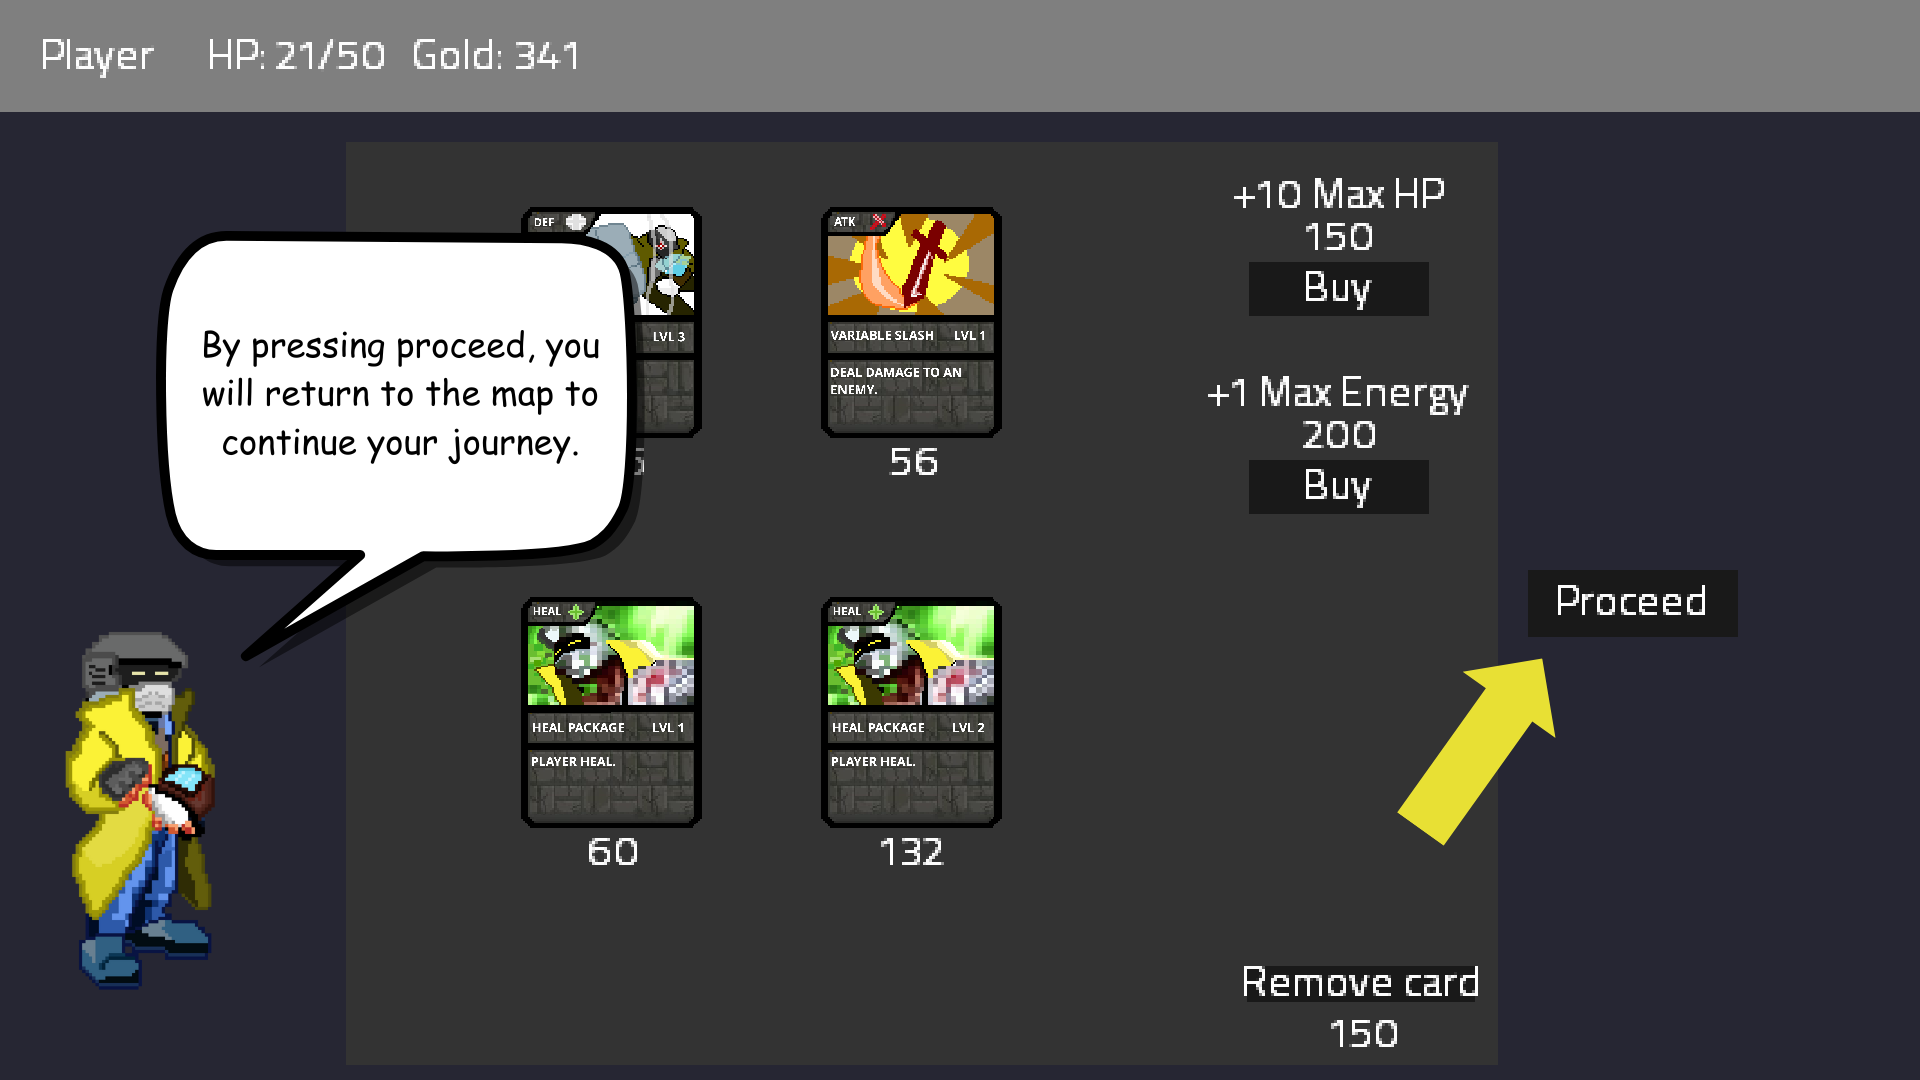 Player HP: 21/50 Gold: 341
By pressing proceed, you
will return to the map to
continue your journey.
DEF
LVL 3
ATK
VARIABLE SLASH LVL 1
DEAL DAMAGE TO AN
ENEMY.
56
+10 Max HP
150
Buy
+1 Max Energy
200
Buy
Proceed
HEAL
HEAL PACKAGE LVL 1
PLAYER HEAL.
60
HEAL
HEAL PACKAGE LVL 2
PLAYER HEAL.
132
Remove card
150